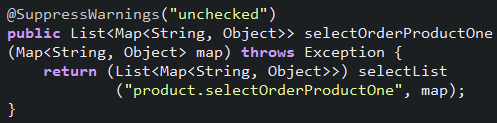 @SuppressWarnings("unchecked")
public List<Map<String, Object>> selectOrderProductOne
(Map<String, Object> map) throws Exception {
    return (List<Map<String, Object>>) selectList
            ("product.selectOrderProductOne", map);
}